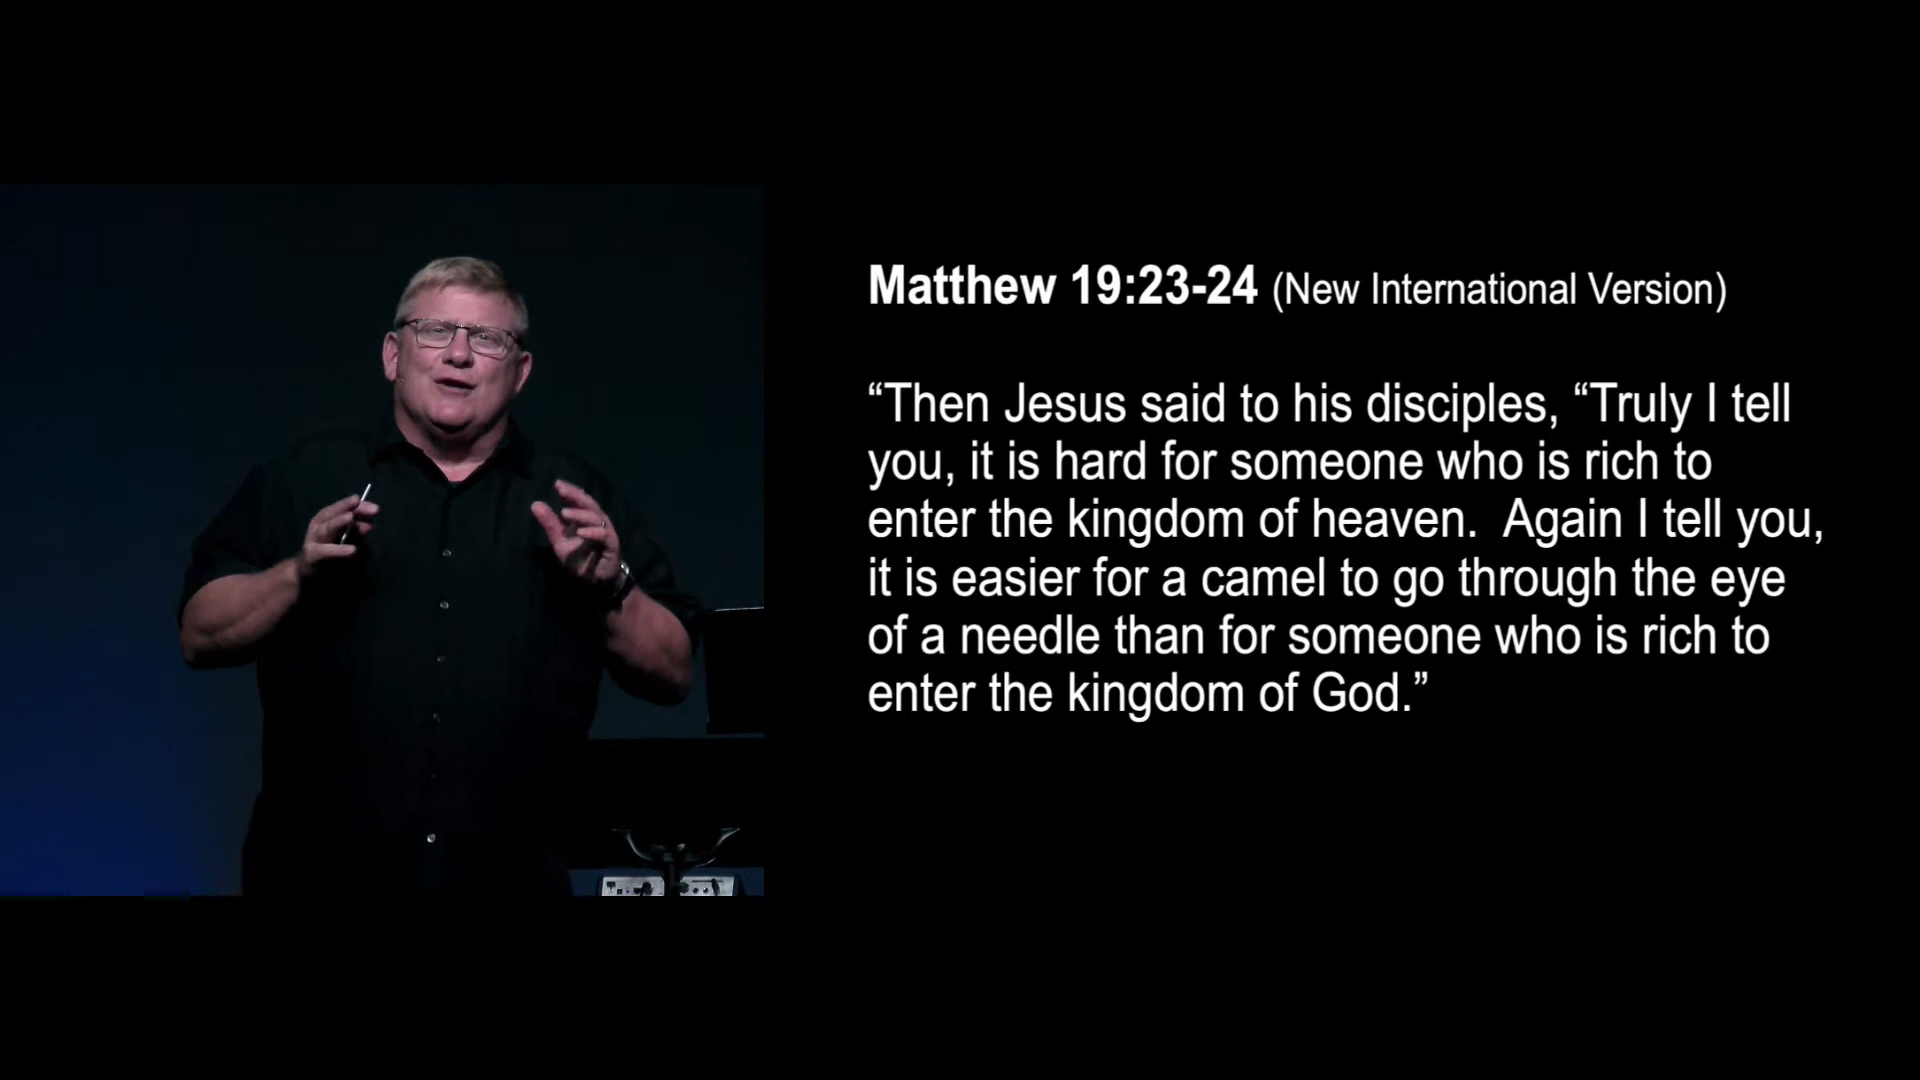 Matthew 19:23-24 (New International Version)
“Then Jesus said to his disciples, “Truly I tell
you, it is hard for someone who is rich to
enter the kingdom of heaven.  Again I tell you,
it is easier for a camel to go through the eye
of a needle than for someone who is rich to
enter the kingdom of God.”